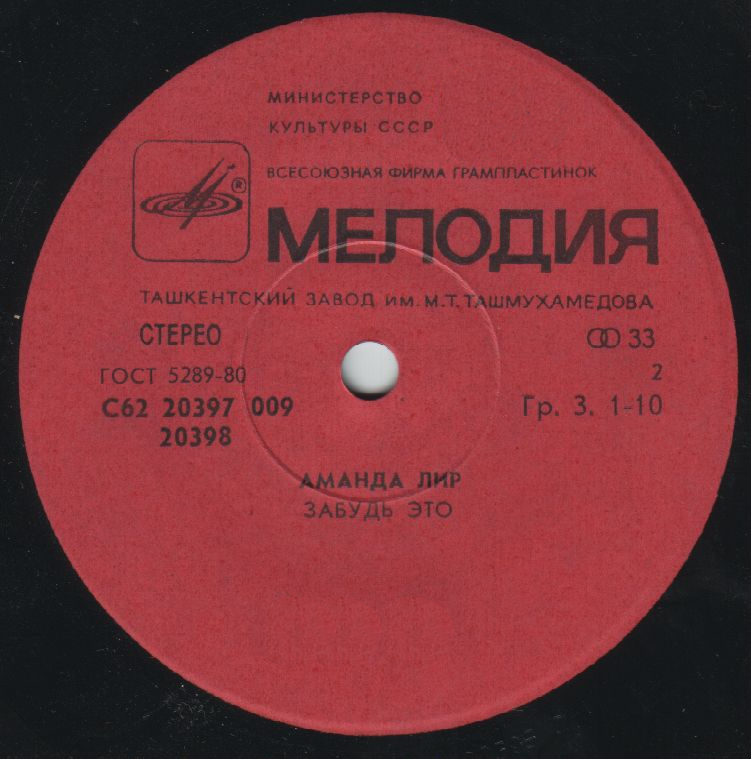 МИНИСТЕРСТВО
КУЛЬТУРЫ СССР
ВСЕСОЮЗНАЯ ФИРМА ГРАМПЛАСТИНОК
®
МЕЛОДИЯ
ТАШКЕНТСКИЙ ЗАВОД ИМ. М.Т. ТАШМУХАМЕДОВА
СТЕРЕО
33
ГОСТ 5289-80
2
С62 20397 009
Гр. 3. 1-10
20398
АМАНДА ЛИР
ЗАБУДЬ ЭТО